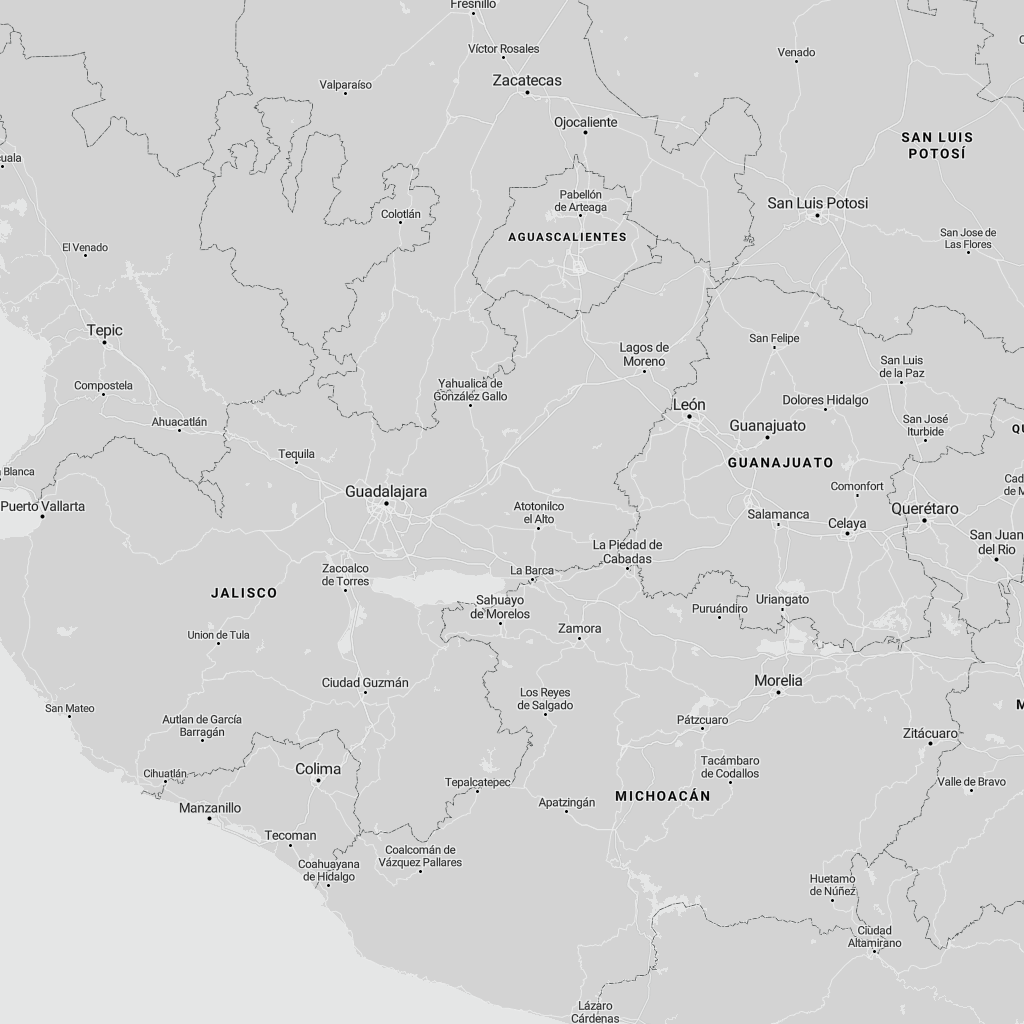 Fresnillo
Víctor Rosales
Venado
Valparaíso
Zacatecas
Ojocaliente
SAN LUIS
POTOSÍ
cuala
Pabellón
de Arteaga
San Luis Potosi
Colotlán
AGUASCALIENTES
San Jose de
Las Flores
El Venado
Tepic
San Felipe
Lagos de
Moreno
San Luis
de la Paz
Compostela
Yahualica de
González Gallo
León
Dolores Hidalgo
Ahuacatlán
Guanajuato
San José
Iturbide
QU
Tequila
GUANAJUATO
Blanca
Guadalajara
Comonfort
Cad
de M
Puerto Vallarta
Atotonilco
el Alto
Salamanca
Celaya
Querétaro
San Juan
del Rio
La Piedad de
Cabadas
Zacoalco
de Torres
La Barca
JALISCO
Sahuayo
de Morelos
Puruándiro
Uriangato
Union de Tula
Zamora
Ciudad Guzmán
Morelia
Los Reyes
de Salgado
San Mateo
Autlan de García
Barragán
Pátzcuaro
Zitácuaro
Cihuatlán
Colima
Tepalcatepec
Tacámbaro
de Codallos
Valle de Bravo
Manzanillo
Apatzingán
MICHOACÁN
Tecoman
Coalcomán de
Vázquez Pallares
Coahuayana
de Hidalgo
Huetamo
de Núñez
Ciudad
Altamirano
Lázaro
Cárdenas